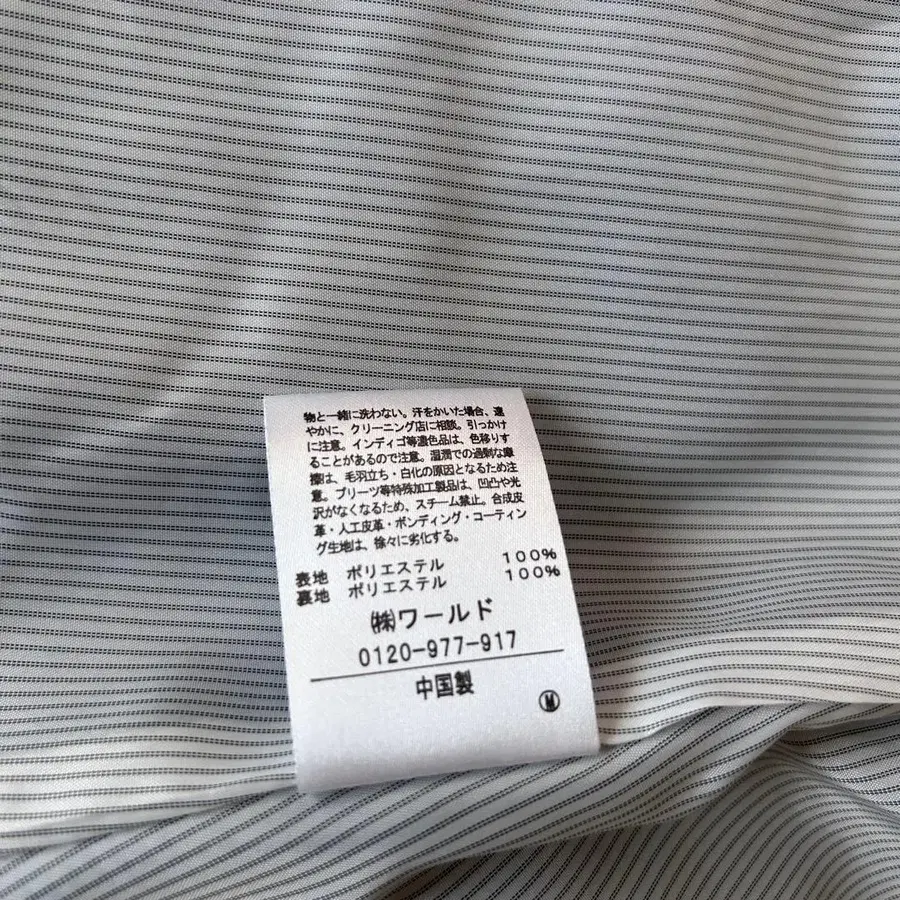 物と一緒に洗わない。汗をかいた場合、速
やかに、クリーニング店に相談。引っかけ
に注意。インディゴ等濃色品は、色移りす
ることがあるので注意。湿潤での過剰な摩
擦は、毛羽立ち・白化の原因となるため注
意。プリーツ等特殊加工製品は、凹凸や光
沢がなくなるため、スチーム禁止。合成皮
革・人工皮革・ボンディング・コーティン
グ生地は、徐々に劣化する。
表地 ポリエステル 100%
裏地 ポリエステル 100%
㈱ワールド
0120-977-917
中国製
Ⓜ